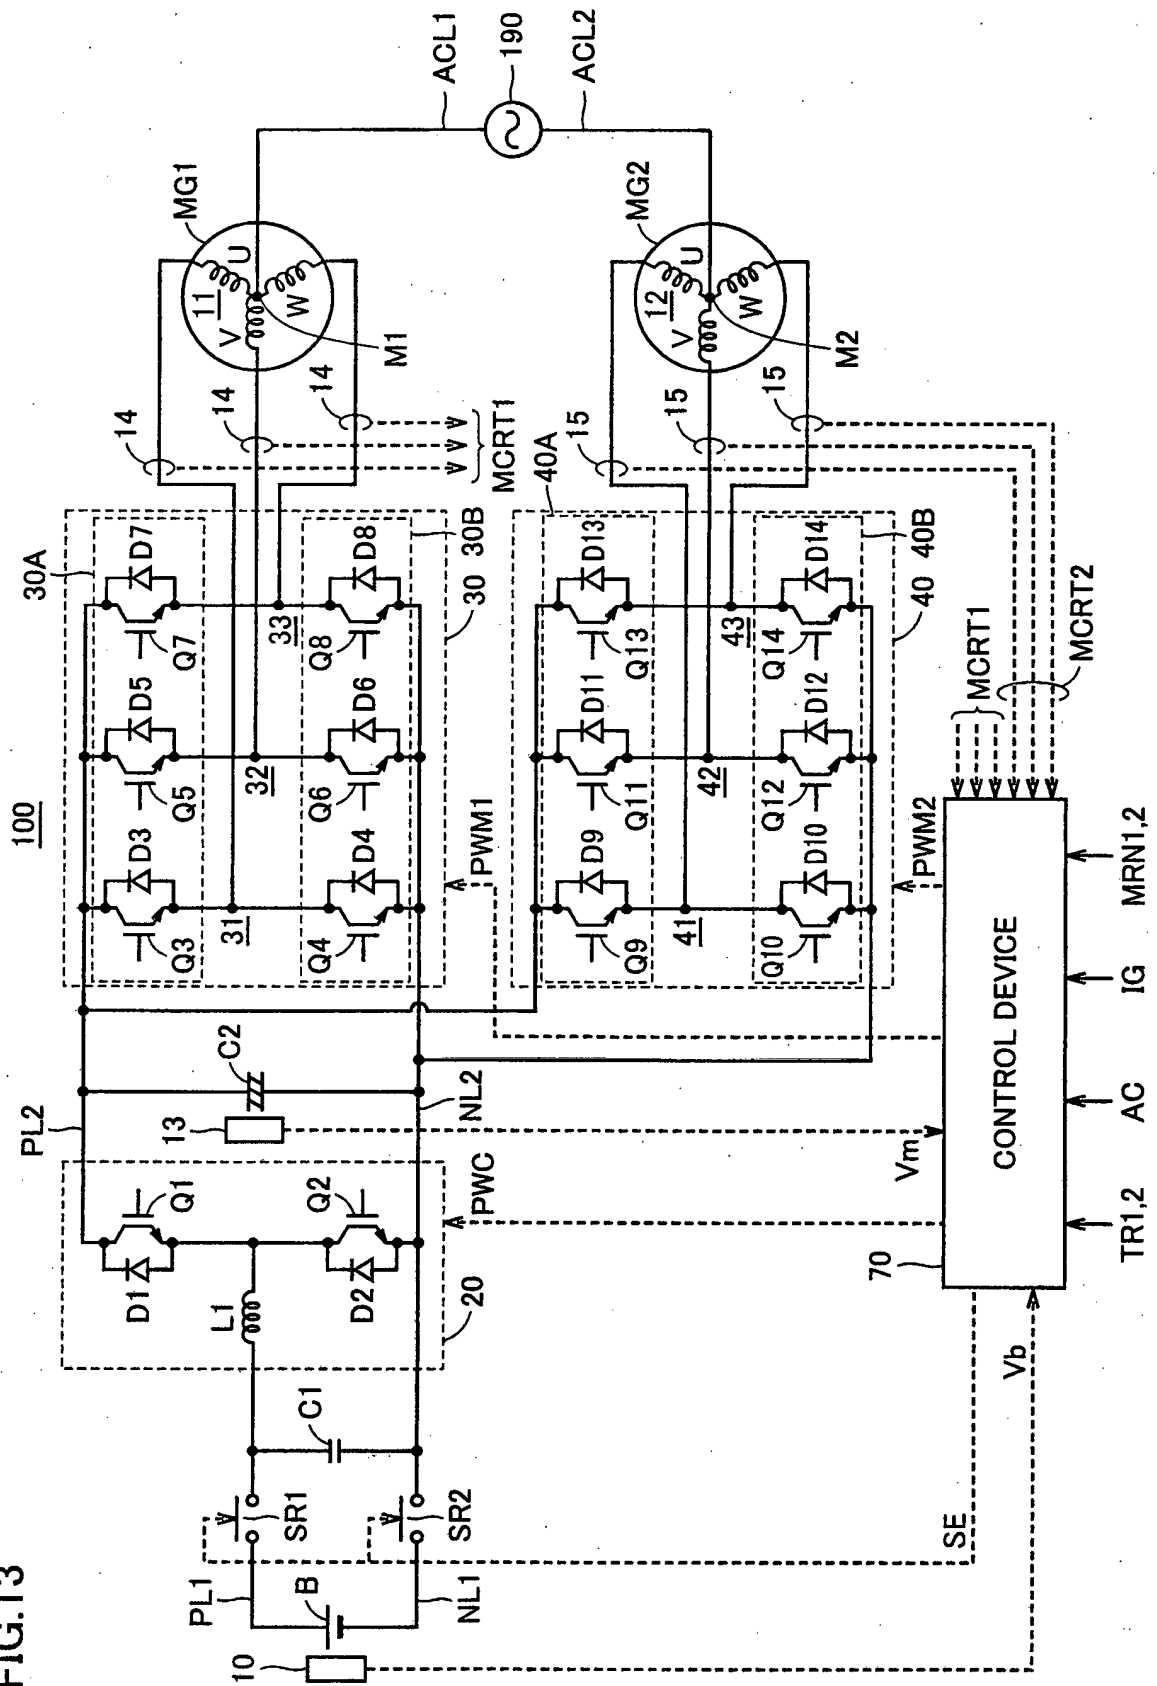 FIG.13
100
PL2
PL1
NL1
NL2
B
10
SR1
SR2
C1
L1
D1
Q1
D2
Q2
20
PWC
13
C2
30A
Q3
D3
Q5
D5
Q7
D7
31
32
33
Q4
D4
Q6
D6
Q8
D8
30B
30
PWM1
14
14
14
MCRT1
MG1
11
U
V
W
M1
ACL1
190
ACL2
40A
Q9
D9
Q11
D11
Q13
D13
41
42
43
Q10
D10
Q12
D12
Q14
D14
40B
40
PWM2
15
15
15
MG2
12
U
V
W
M2
MCRT1
MCRT2
SE
Vb
Vm
70
CONTROL DEVICE
TR1,2
AC
IG
MRN1,2